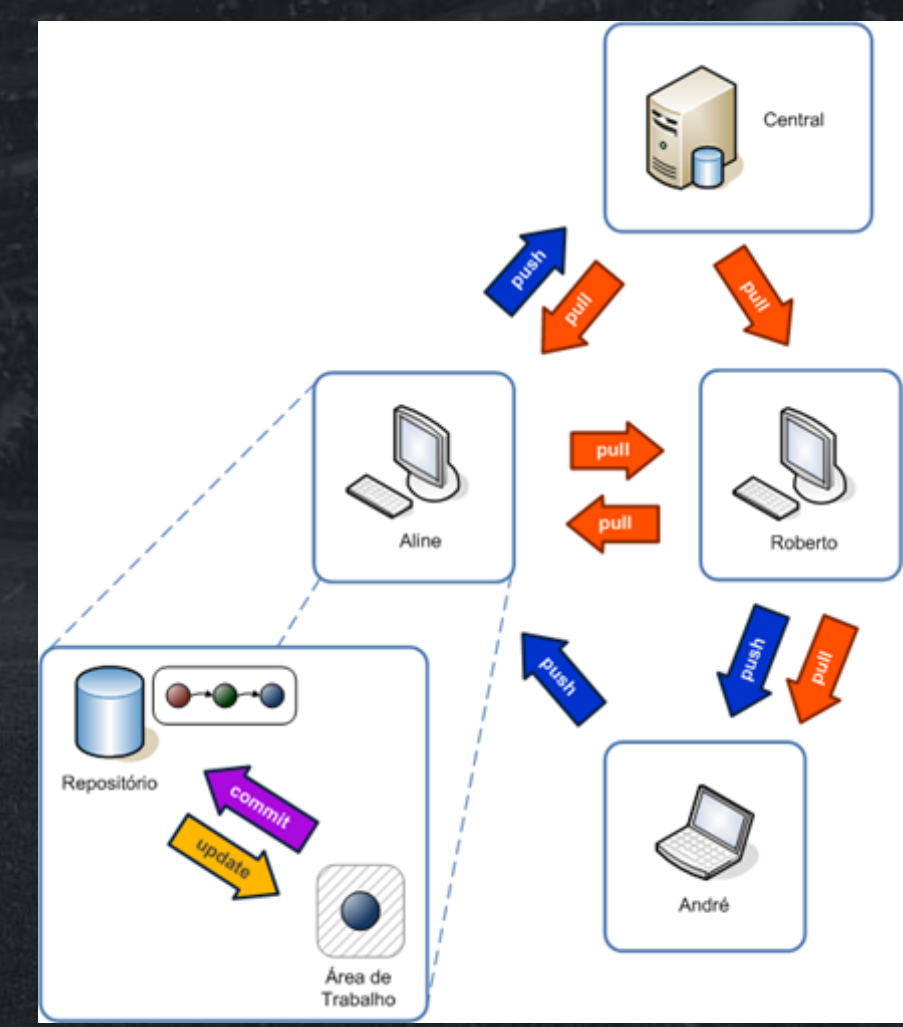 Central
push
pull
pull
Aline
pull
pull
Roberto
push
push
pull
Repositório
commit
update
André
Área de
Trabalho